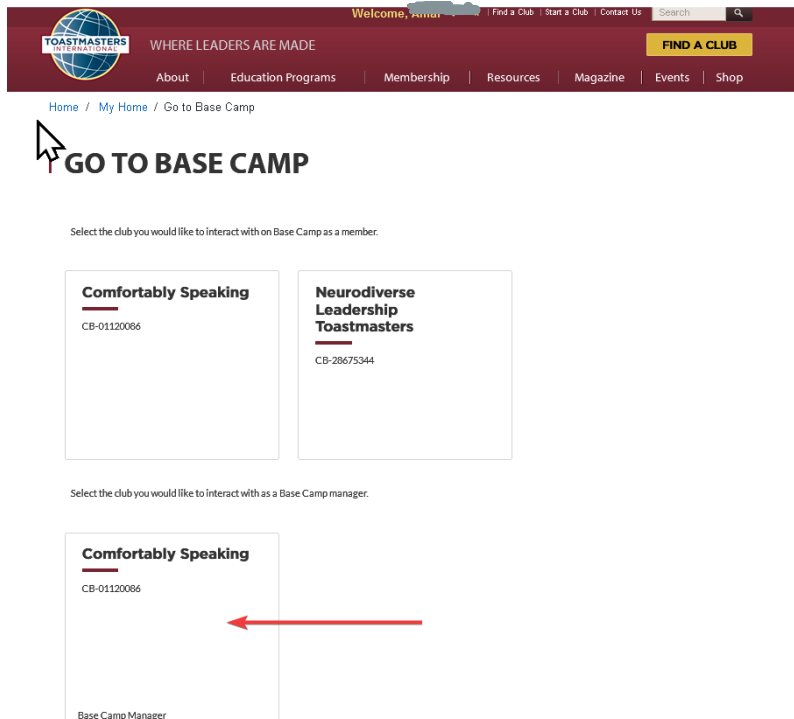 Welcome,
Find a Club | Start a Club | Contact Us
Search
TOASTMASTERS
INTERNATIONAL
WHERE LEADERS ARE MADE
FIND A CLUB
About
Education Programs
Membership
Resources
Magazine
Events
Shop
Home / My Home / Go to Base Camp
GO TO BASE CAMP
Select the club you would like to interact with on Base Camp as a member.
Comfortably Speaking
CB-01120086
Neurodiverse
Leadership
Toastmasters
CB-28675344
Select the club you would like to interact with as a Base Camp manager.
Comfortably Speaking
CB-01120086
Base Camp Manager